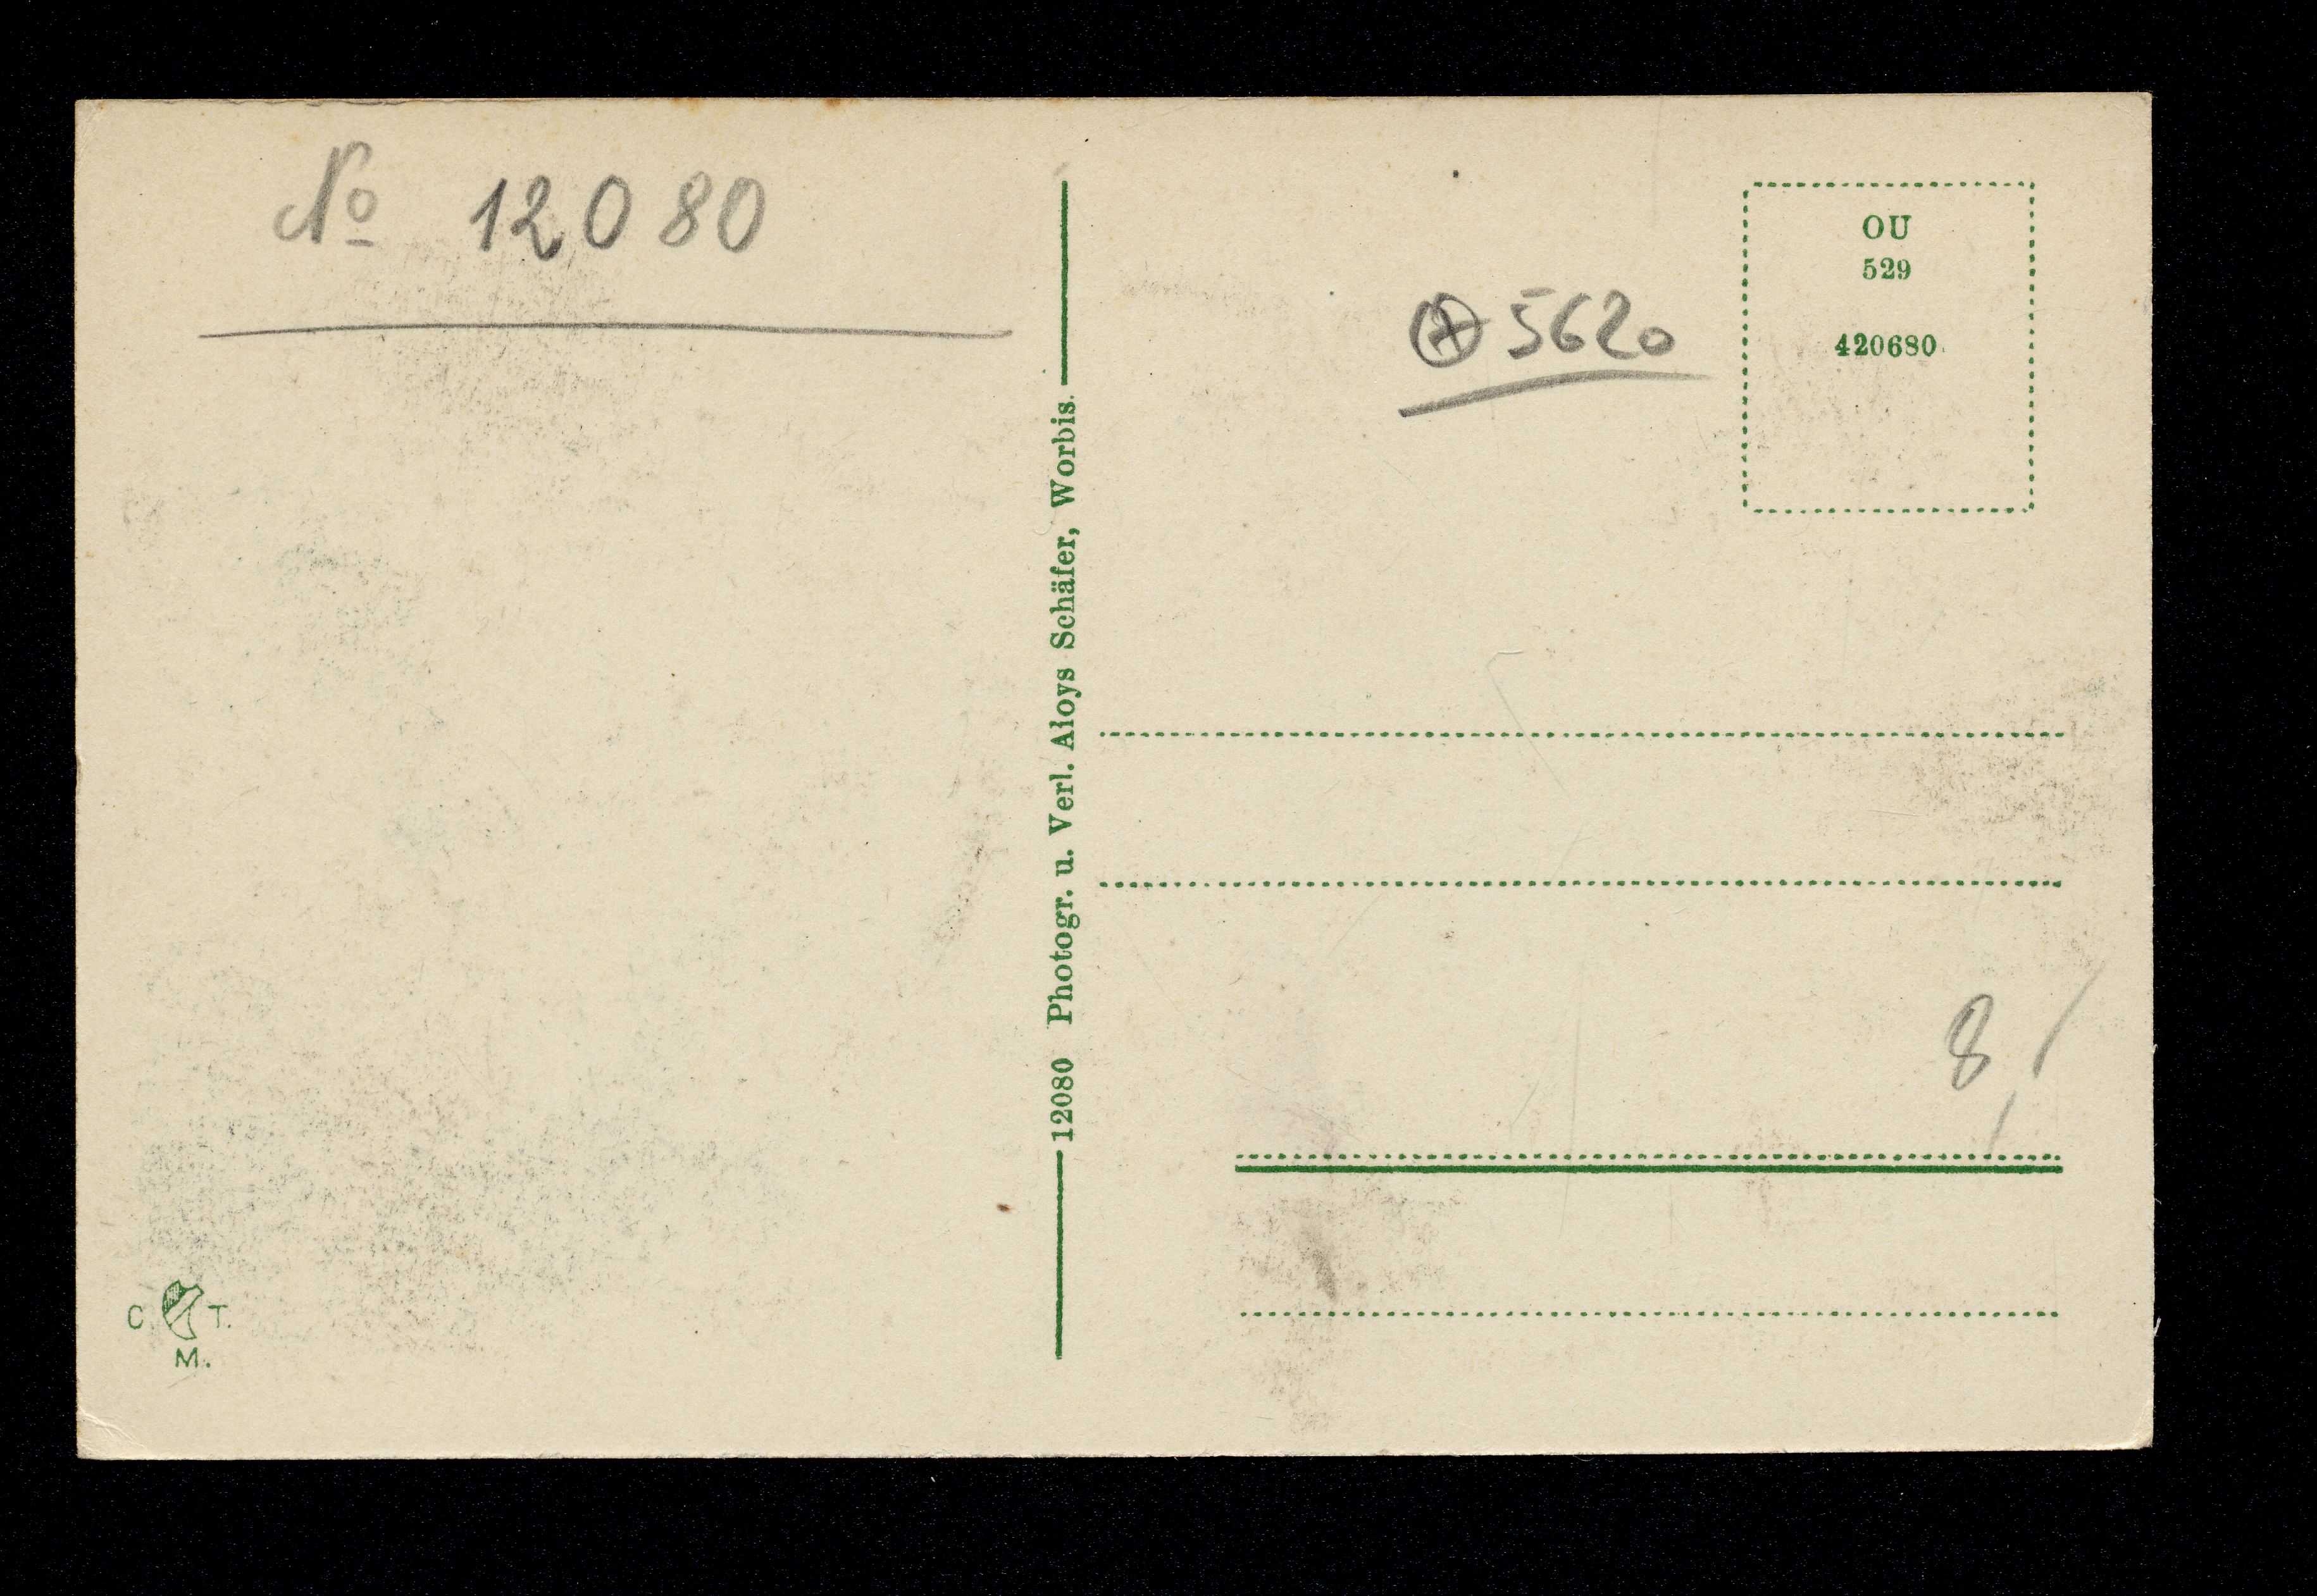 No 12080
12080 Photogr. u. Verl. Aloys Schäfer, Worbis.
OU
529
420680
5620
8,
C. T.
M.